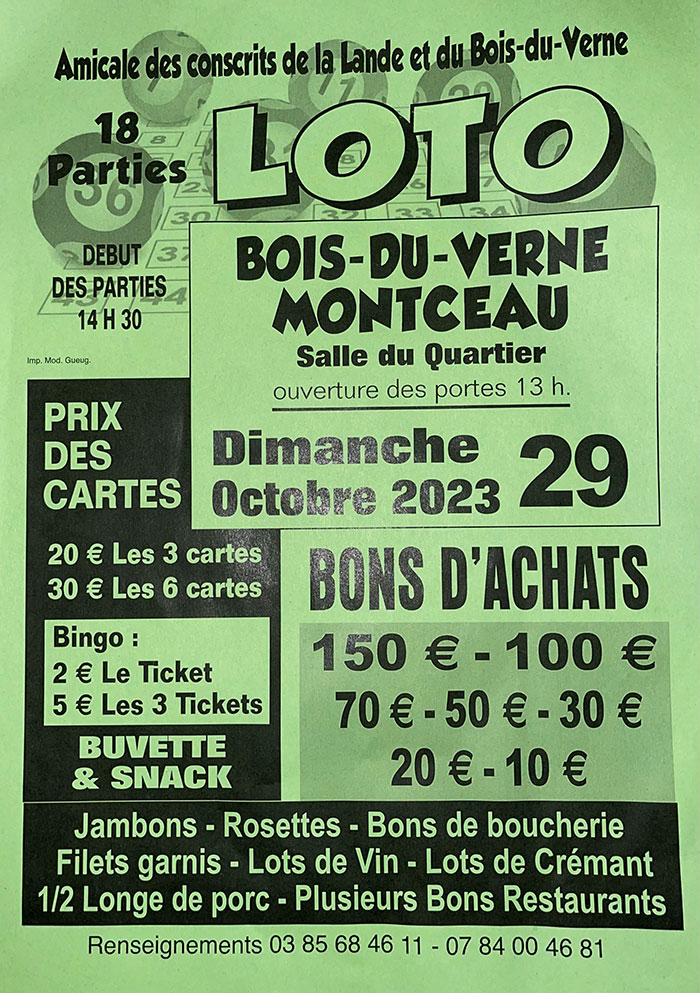 Amicale des conscrits de la Lande et du Bois-du-Verne
18
Parties
LOTO
DEBUT
DES PARTIES
14 H 30
BOIS-DU-VERNE
MONTCEAU
Salle du Quartier
ouverture des portes 13 h.
Imp. Mod. Gueug.
Dimanche
Octobre 2023
29
PRIX
DES
CARTES
20 € Les 3 cartes
30 € Les 6 cartes
Bingo :
2 € Le Ticket
5 € Les 3 Tickets
BUVETTE
& SNACK
BONS D'ACHATS
150 € - 100 €
70 € - 50 € - 30 €
20 € - 10 €
Jambons - Rosettes - Bons de boucherie
Filets garnis - Lots de Vin - Lots de Crémant
1/2 Longe de porc - Plusieurs Bons Restaurants
Renseignements 03 85 68 46 11 - 07 84 00 46 81